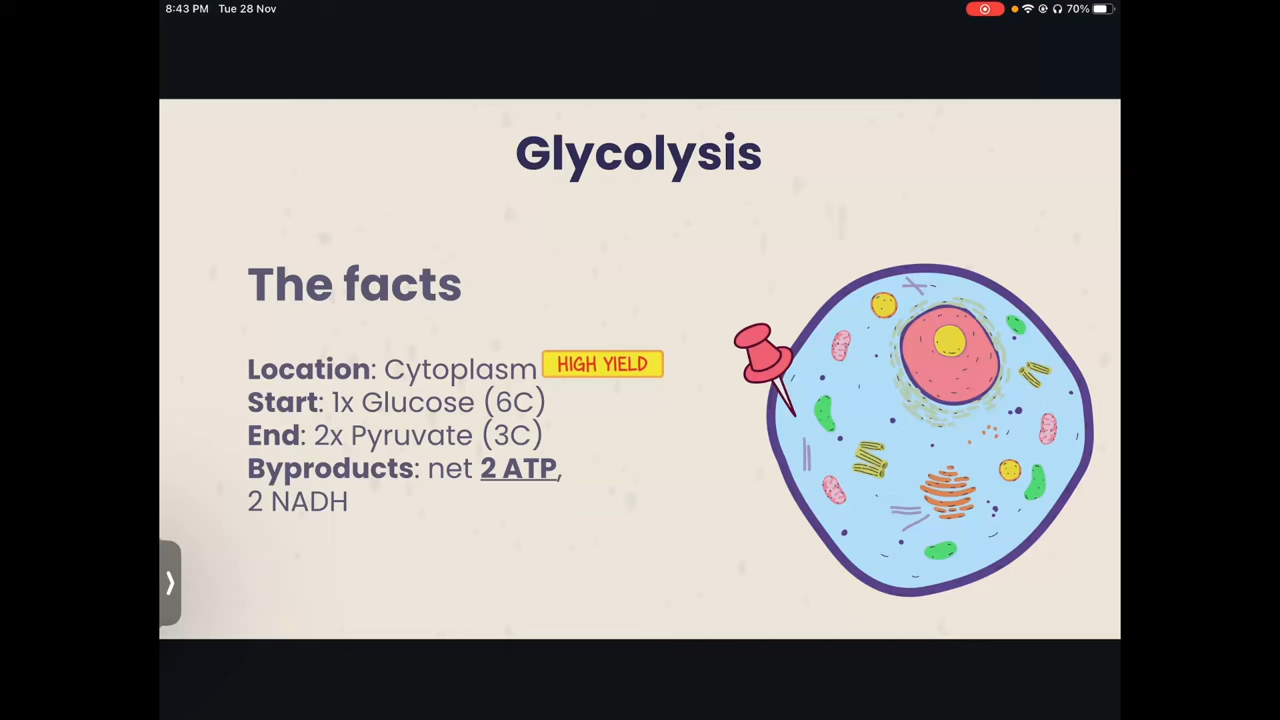 8:43 PM Tue 28 Nov
70%
Glycolysis
The facts
Location: Cytoplasm HIGH YIELD
Start: 1x Glucose (6C)
End: 2x Pyruvate (3C)
Byproducts: net 2 ATP,
2 NADH